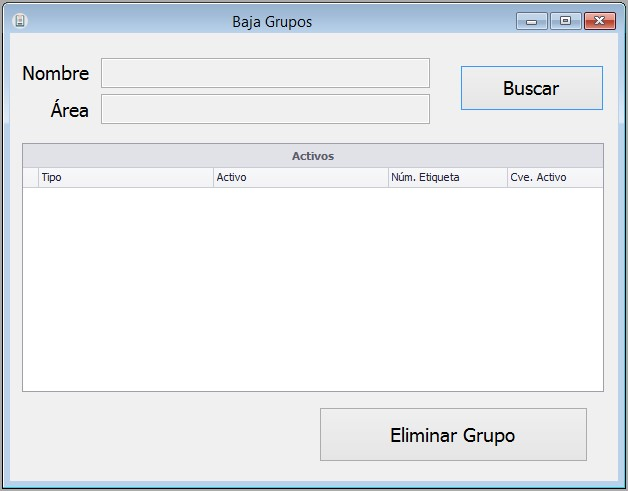 Baja Grupos
Nombre
Buscar
Área
Activos
Tipo Activo Núm. Etiqueta Cve. Activo
Eliminar Grupo